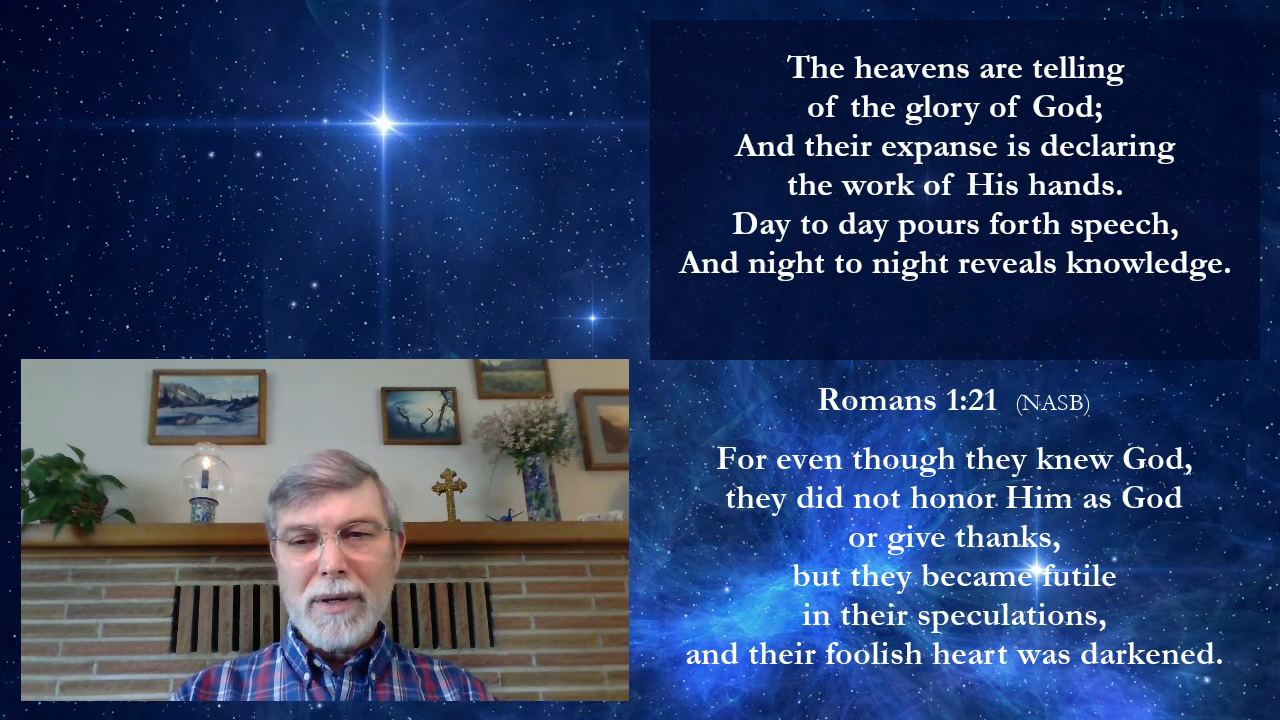 The heavens are telling
of the glory of God;
And their expanse is declaring
the work of His hands.
Day to day pours forth speech,
And night to night reveals knowledge.
Romans 1:21 (NASB)
For even though they knew God,
they did not honor Him as God
or give thanks,
but they became futile
in their speculations,
and their foolish heart was darkened.